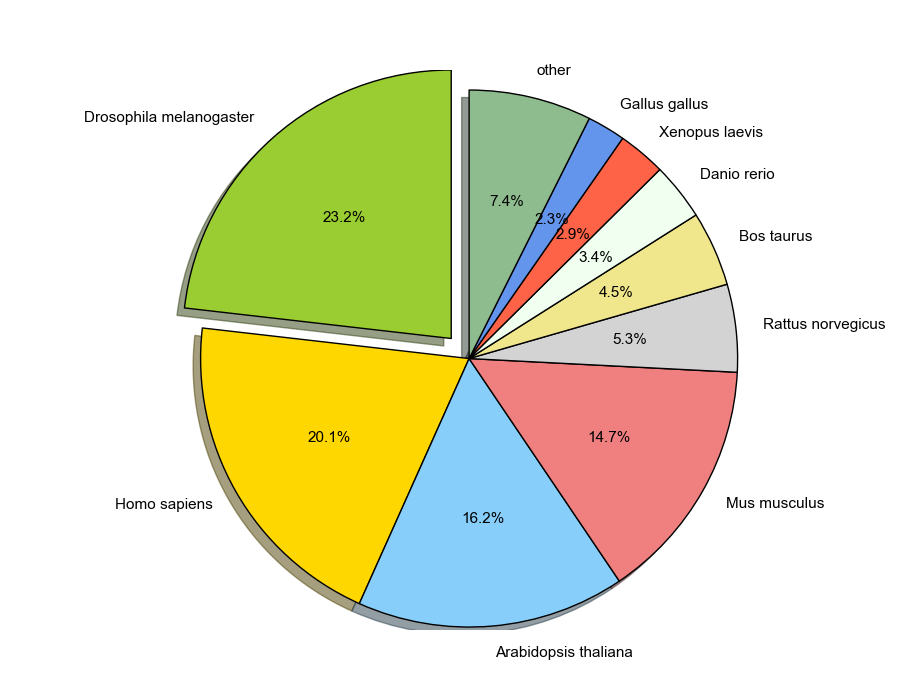 other
Gallus gallus
Drosophila melanogaster
Xenopus laevis
Danio rerio
7.4%
23.2%
2.3%
2.9%
Bos taurus
3.4%
4.5%
Rattus norvegicus
5.3%
20.1%
14.7%
Homo sapiens
Mus musculus
16.2%
Arabidopsis thaliana